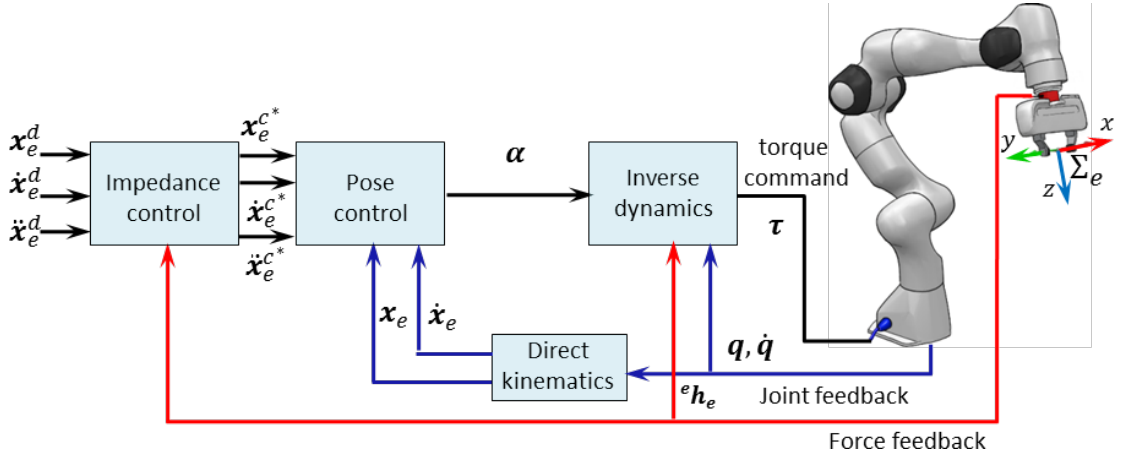 x_e^d
ẋ_e^d
ẍ_e^d
Impedance
control
x_e^{c*}
ẋ_e^{c*}
ẍ_e^{c*}
Pose
control
α
Inverse
dynamics
torque
command
τ
x
y
z
Σ_e
x_e
ẋ_e
Direct
kinematics
q, q̇
^e h_e
Joint feedback
Force feedback